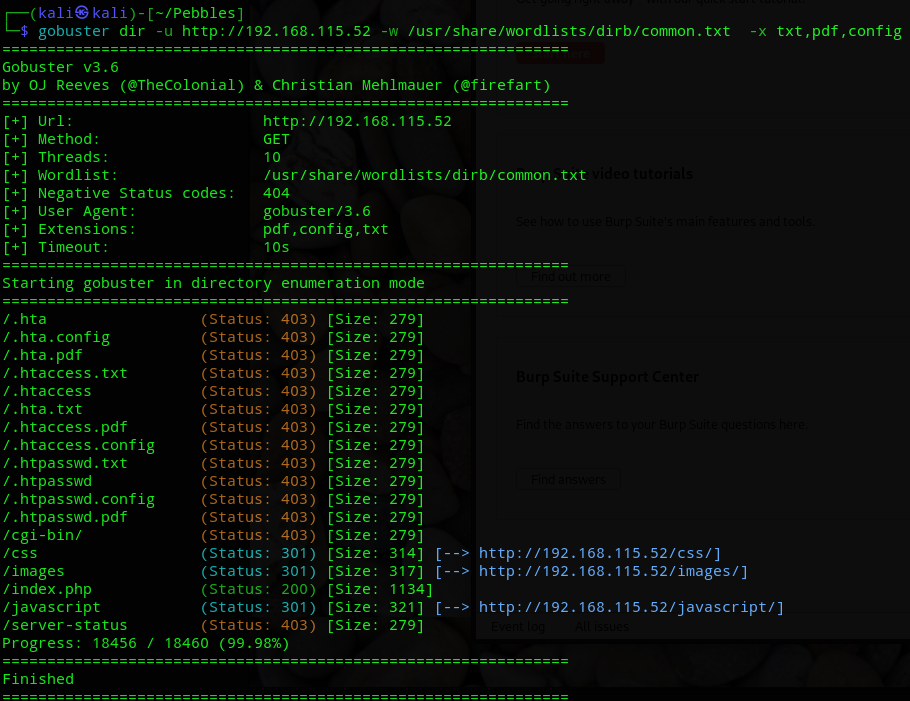 ┌──(kali㉿kali)-[~/Pebbles]
└─$ gobuster dir -u http://192.168.115.52 -w /usr/share/wordlists/dirb/common.txt  -x txt,pdf,config
===============================================================
Gobuster v3.6
by OJ Reeves (@TheColonial) & Christian Mehlmauer (@firefart)
===============================================================
[+] Url:                     http://192.168.115.52
[+] Method:                  GET
[+] Threads:                 10
[+] Wordlist:                /usr/share/wordlists/dirb/common.txt
[+] Negative Status codes:   404
[+] User Agent:              gobuster/3.6
[+] Extensions:              pdf,config,txt
[+] Timeout:                 10s
===============================================================
Starting gobuster in directory enumeration mode
===============================================================
/.hta                 (Status: 403) [Size: 279]
/.hta.config          (Status: 403) [Size: 279]
/.hta.pdf             (Status: 403) [Size: 279]
/.htaccess.txt        (Status: 403) [Size: 279]
/.htaccess            (Status: 403) [Size: 279]
/.hta.txt             (Status: 403) [Size: 279]
/.htaccess.pdf        (Status: 403) [Size: 279]
/.htaccess.config     (Status: 403) [Size: 279]
/.htpasswd.txt        (Status: 403) [Size: 279]
/.htpasswd            (Status: 403) [Size: 279]
/.htpasswd.config     (Status: 403) [Size: 279]
/.htpasswd.pdf        (Status: 403) [Size: 279]
/cgi-bin/             (Status: 403) [Size: 279]
/css                  (Status: 301) [Size: 314] [--> http://192.168.115.52/css/]
/images               (Status: 301) [Size: 317] [--> http://192.168.115.52/images/]
/index.php            (Status: 200) [Size: 1134]
/javascript           (Status: 301) [Size: 321] [--> http://192.168.115.52/javascript/]
/server-status        (Status: 403) [Size: 279]
Progress: 18456 / 18460 (99.98%)
===============================================================
Finished
===============================================================
video tutorials
See how to use Burp Suite's main features and tools.
Find out more
Burp Suite Support Center
Find the answers to your Burp Suite questions here.
Find answers
Event log    All issues